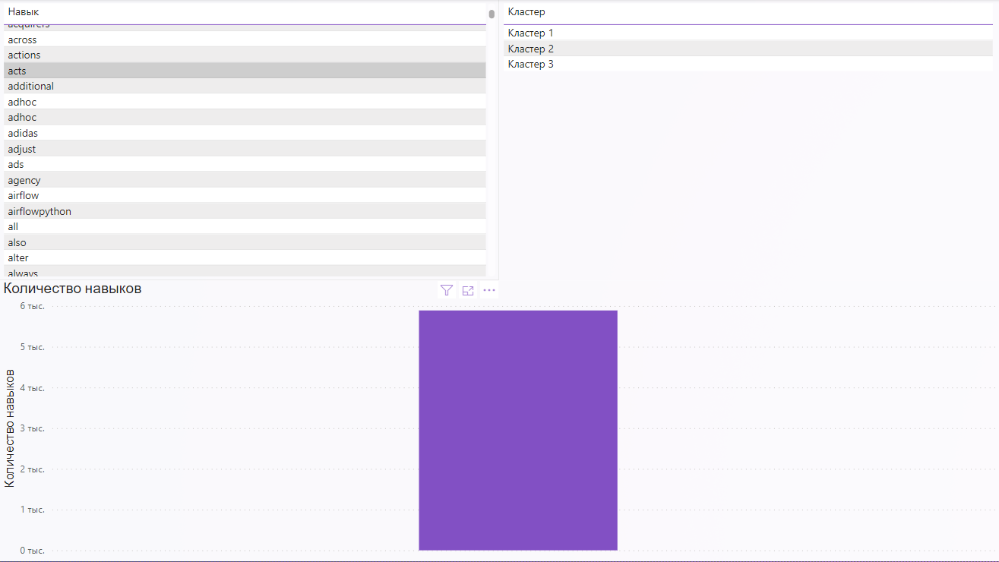 Навык
acquirers
across
actions
acts
additional
adhoc
adhoc
adidas
adjust
ads
agency
airflow
airflowpython
all
also
alter
always
Кластер
Кластер 1
Кластер 2
Кластер 3
Количество навыков
Количество навыков
6 тыс.
5 тыс.
4 тыс.
3 тыс.
2 тыс.
1 тыс.
0 тыс.